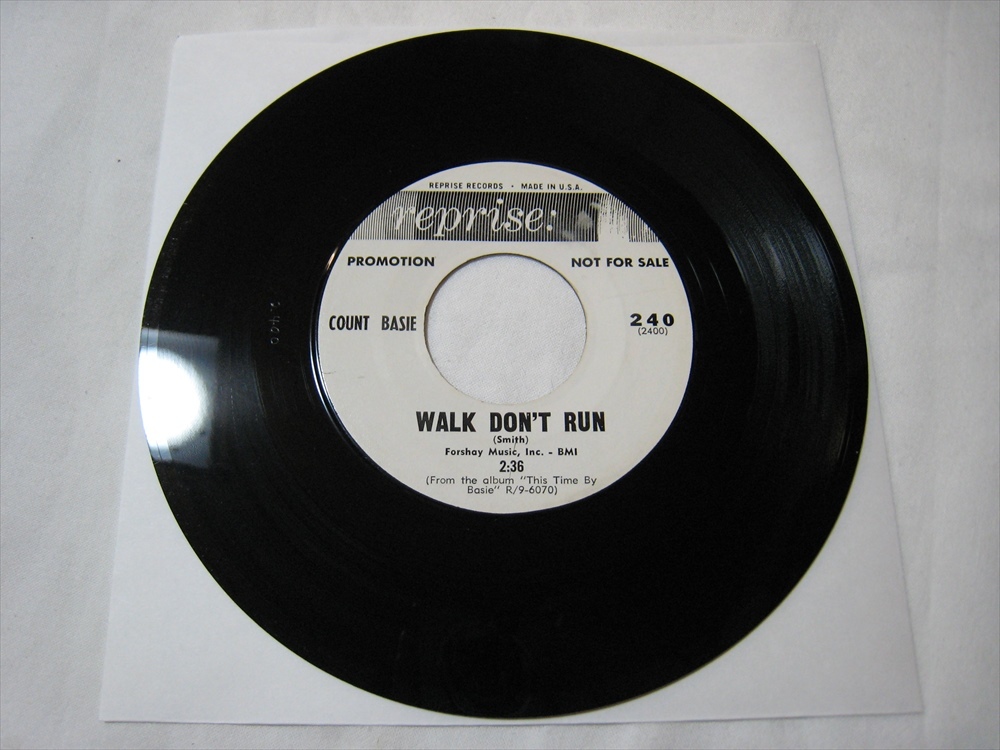 REPRISE RECORDS • MADE IN U.S.A.
reprise:
PROMOTION NOT FOR SALE
COUNT BASIE 240
(2400)
WALK DON'T RUN
(Smith)
Forshay Music, Inc. - BMI
2:36
(From the album "This Time By
Basie" R/9-6070)